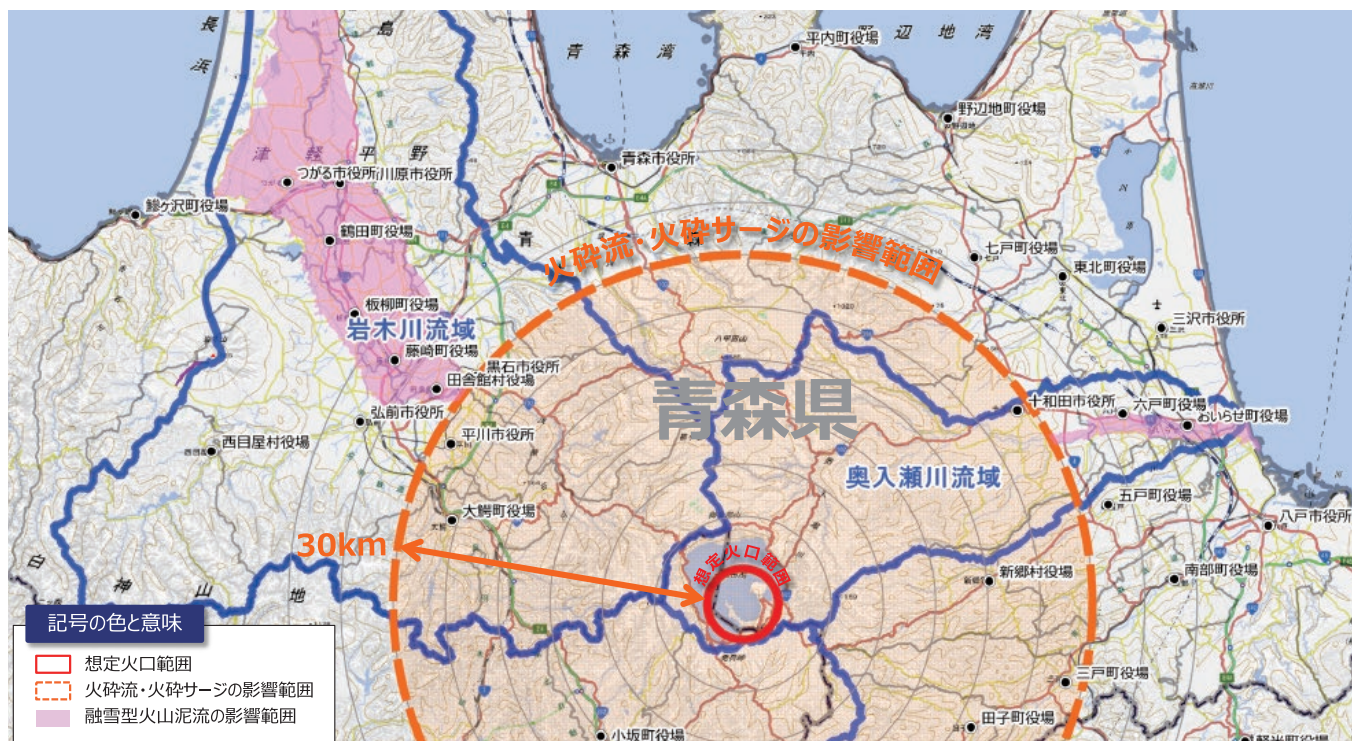 長浜
島
青森湾
野辺地湾
平内町役場
野辺地町役場
青森市役所
津軽平野
つがる市役所
川原市役所
鰺ヶ沢町役場
鶴田町役場
青
火砕流・火砕サージの影響範囲
七戸町役場
東北町役場
板柳町役場
岩木川流域
三沢市役所
藤崎町役場
黒石市役所
田舎館村役場
青森県
十和田市役所
六戸町役場
おいらせ町役場
弘前市役所
平川市役所
西目屋村役場
奥入瀬川流域
五戸町役場
大鰐町役場
八戸市役所
30km
想定火口範囲
新郷村役場
南部町役場
白神山地
記号の色と意味
想定火口範囲
火砕流・火砕サージの影響範囲
融雪型火山泥流の影響範囲
三戸町役場
田子町役場
小坂町役場
軽米町役場